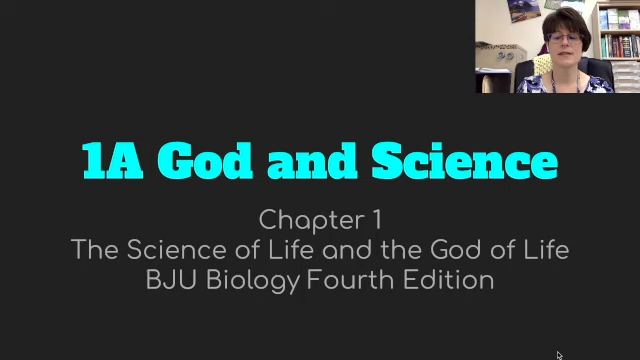 1A God and Science
Chapter 1
The Science of Life and the God of Life
BJU Biology Fourth Edition